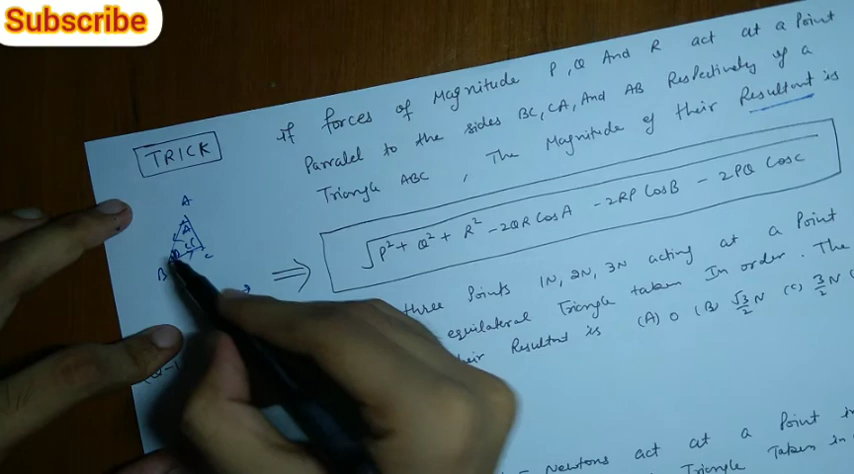 Subscribe
TRICK
If forces of Magnitude P, Q And R act at a Point
Parralel to the sides BC, CA, And AB Respectively of a
Triangle ABC, The Magnitude of their Resultant is
A
A
B
C
C
⇒ √P² + Q² + R² - 2QR Cos A - 2RP Cos B - 2PQ Cos C
three Points 1N, 2N, 3N acting at a Point
equilateral Triangle taken In order. The
Resultant is (A) 0 (B) √3/2 N (C) 3/2 N
Newtons act at a Point
Triangle Taken in